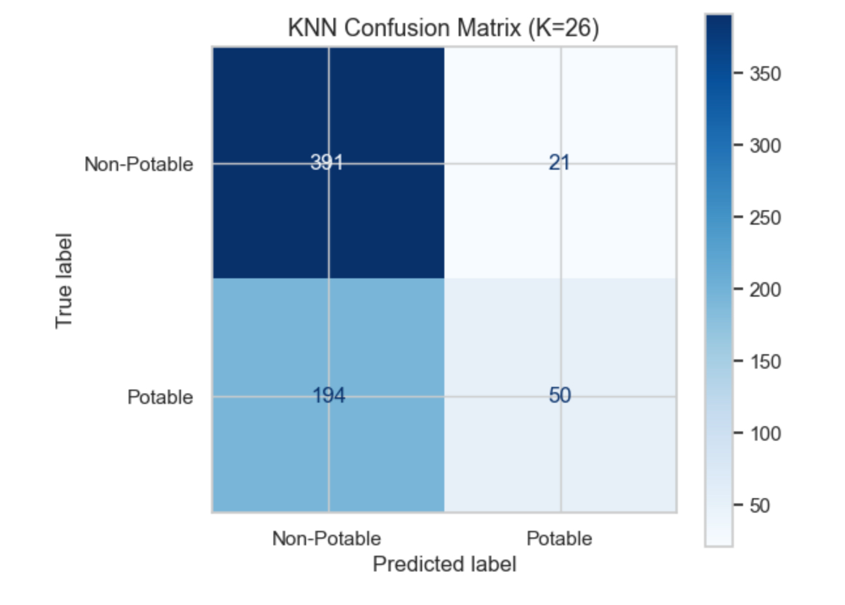 KNN Confusion Matrix (K=26)
Non-Potable
391
21
Potable
194
50
Non-Potable
Potable
True label
Predicted label
350
300
250
200
150
100
50